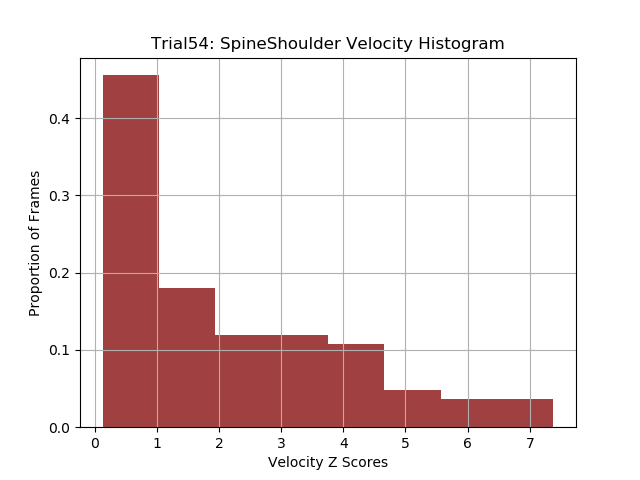 Trial54: SpineShoulder Velocity Histogram
0.4
0.3
0.2
0.1
0.0
Proportion of Frames
0 1 2 3 4 5 6 7
Velocity Z Scores